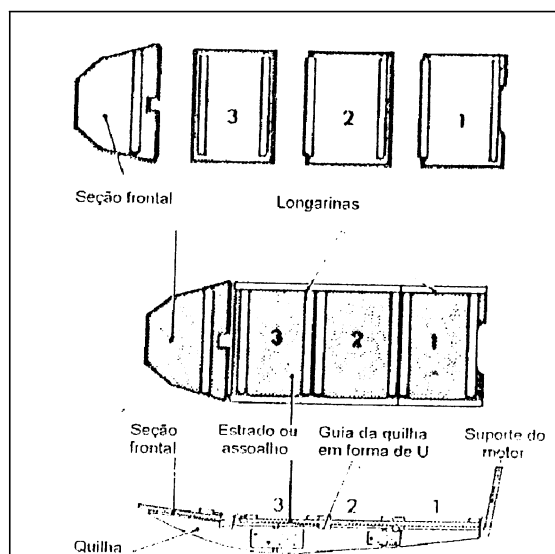 3 2 1
Seção frontal Longarinas
3 2 1
Seção Estrado ou Guia da quilha Suporte do
frontal assoalho em forma de U motor
3 2 1
Quilha